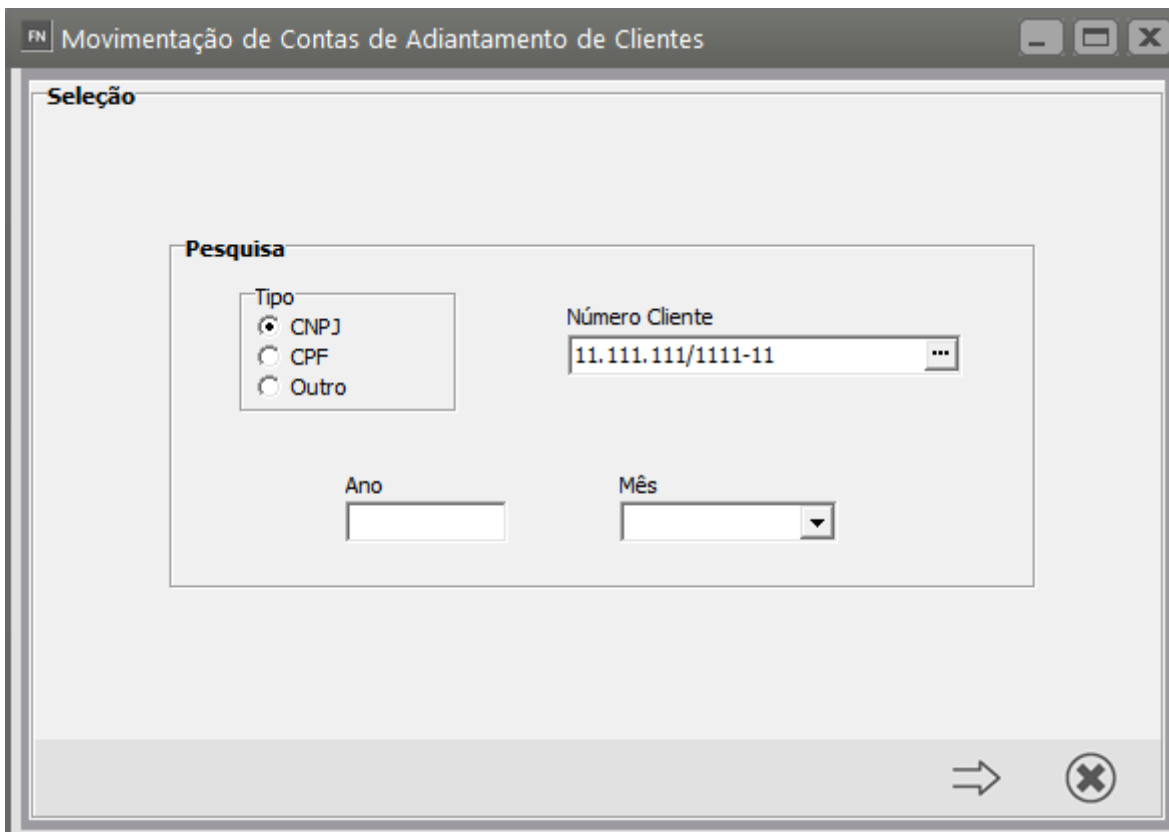 FN Movimentação de Contas de Adiantamento de Clientes
Seleção
Pesquisa
Tipo
CNPJ
CPF
Outro
Número Cliente
11.111.111/1111-11 ...
Ano
Mês